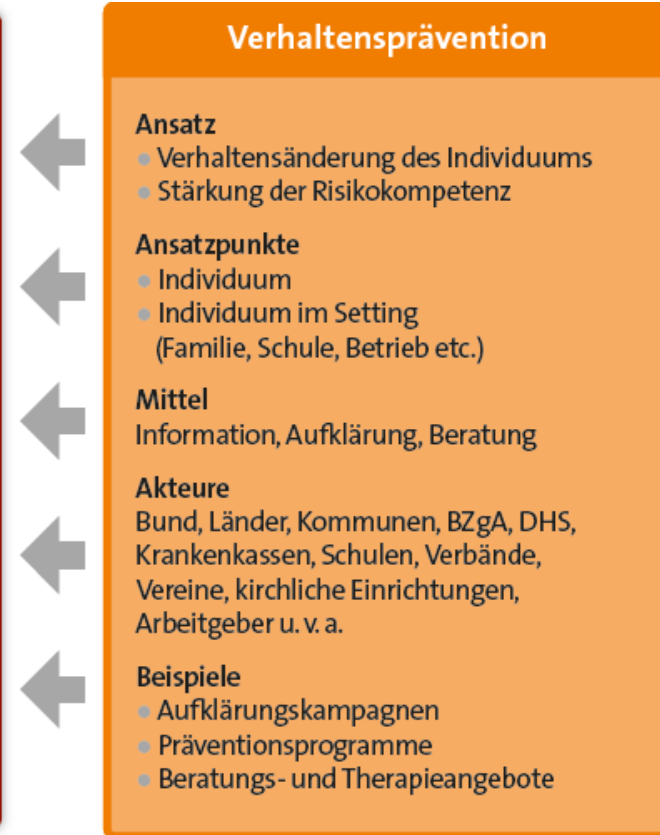 Verhaltensprävention
Ansatz
• Verhaltensänderung des Individuums
• Stärkung der Risikokompetenz
Ansatzpunkte
• Individuum
• Individuum im Setting
(Familie, Schule, Betrieb etc.)
Mittel
Information, Aufklärung, Beratung
Akteure
Bund, Länder, Kommunen, BZgA, DHS,
Krankenkassen, Schulen, Verbände,
Vereine, kirchliche Einrichtungen,
Arbeitgeber u. v. a.
Beispiele
• Aufklärungskampagnen
• Präventionsprogramme
• Beratungs- und Therapieangebote